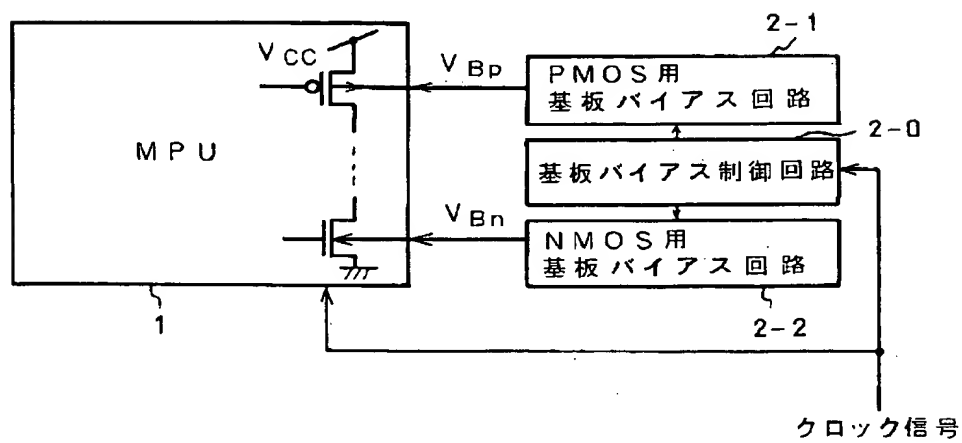 2-1
VCC
VBp
PMOS用
基板バイアス回路
2-0
MPU
基板バイアス制御回路
VBn
NMOS用
基板バイアス回路
1
2-2
クロック信号